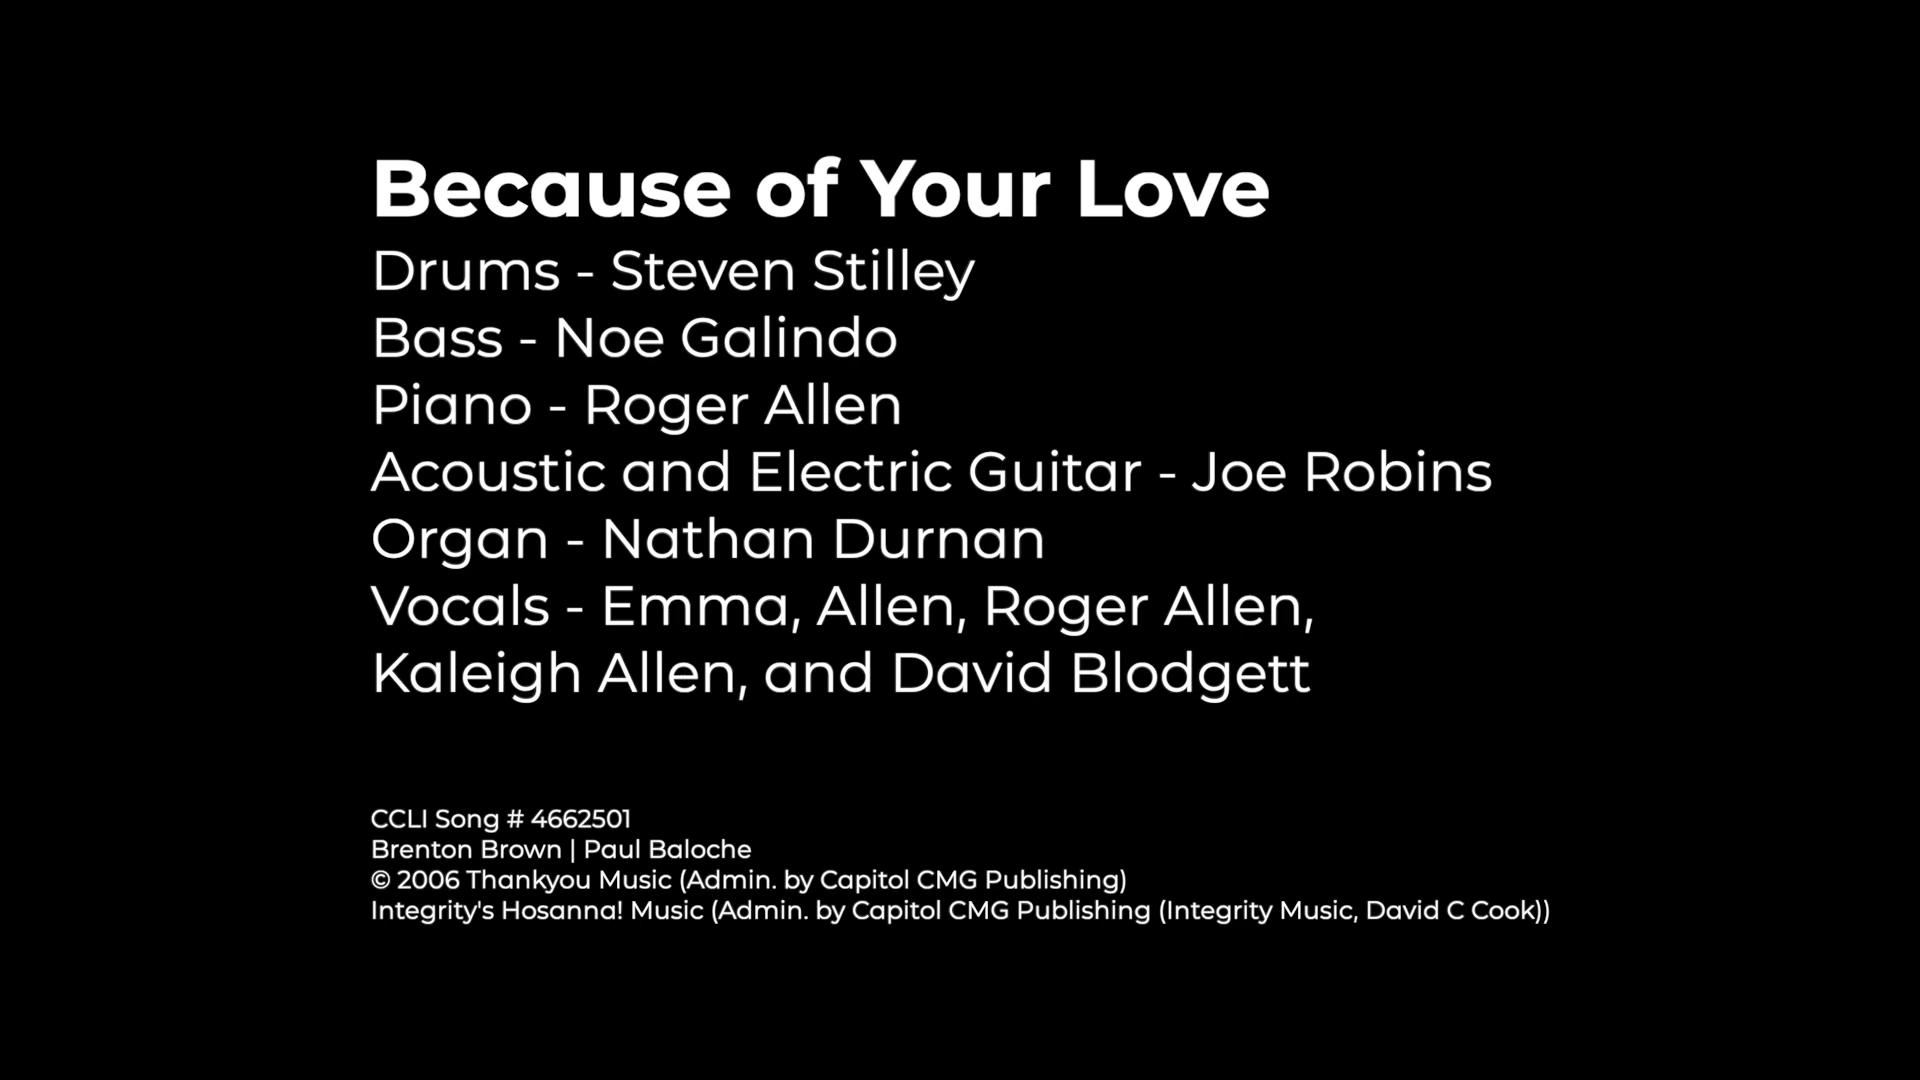 Because of Your Love
Drums - Steven Stilley
Bass - Noe Galindo
Piano - Roger Allen
Acoustic and Electric Guitar - Joe Robins
Organ - Nathan Durnan
Vocals - Emma, Allen, Roger Allen,
Kaleigh Allen, and David Blodgett
CCLI Song # 4662501
Brenton Brown | Paul Baloche
© 2006 Thankyou Music (Admin. by Capitol CMG Publishing)
Integrity's Hosanna! Music (Admin. by Capitol CMG Publishing (Integrity Music, David C Cook))